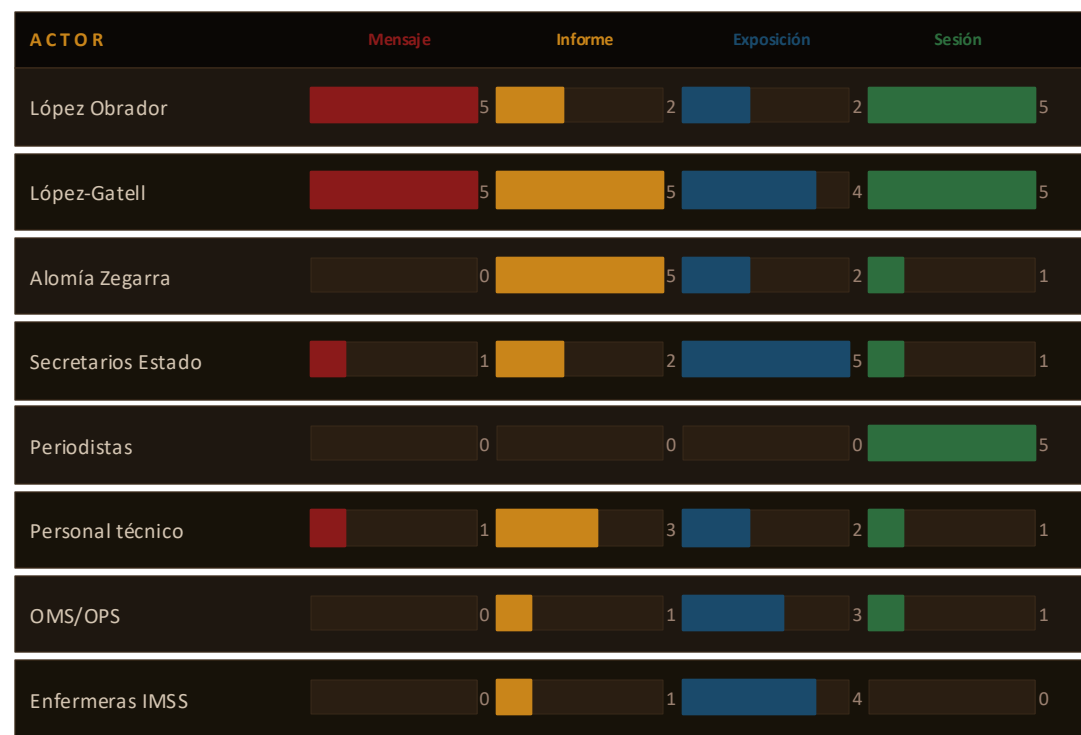 ACTOR Mensaje Informe Exposición Sesión
López Obrador 5 2 2 5
López-Gatell 5 5 4 5
Alomía Zegarra 0 5 2 1
Secretarios Estado 1 2 5 1
Periodistas 0 0 0 5
Personal técnico 1 3 2 1
OMS/OPS 0 1 3 1
Enfermeras IMSS 0 1 4 0